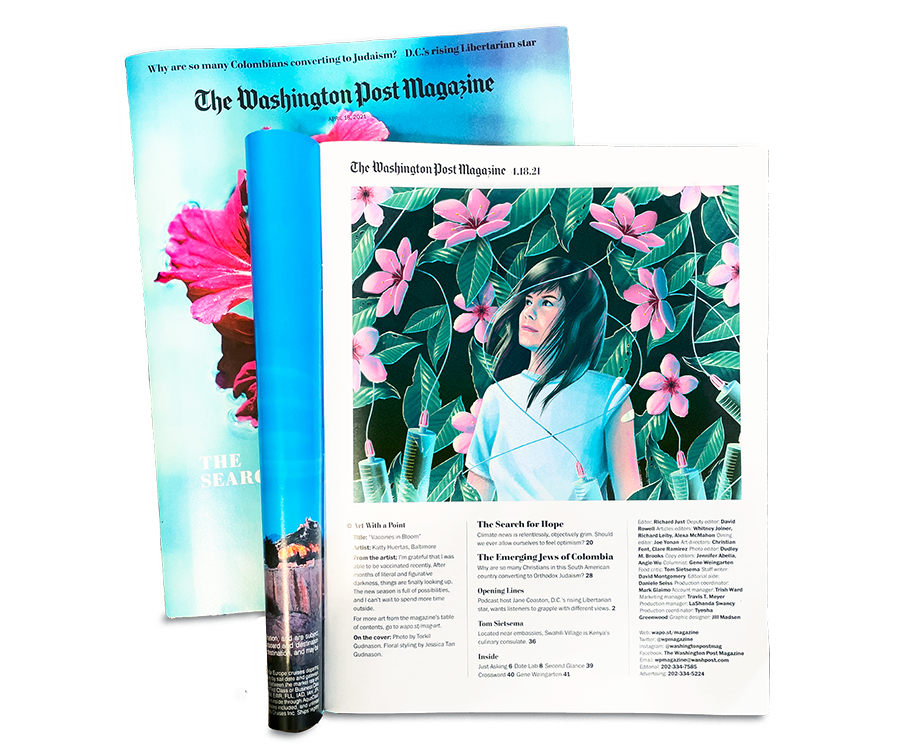 Why are so many Colombians converting to Judaism? D.C.'s rising Libertarian star
The Washington Post Magazine
APRIL 18, 2021
THE
SEARC
The Washington Post Magazine 4.18.21
Art With a Point
Title: "Vaccines in Bloom"
Artist: Katty Huertas, Baltimore
From the artist: I'm grateful that I was
able to be vaccinated recently. After
months of literal and figurative
darkness, things are finally looking up.
The new season is full of possibilities,
and I can't wait to spend more time
outside.
For more art from the magazine's table
of contents, go to wapo.st/magart.
On the cover: Photo by Torkil
Gudnason. Floral styling by Jessica Tan
Gudnason.
The Search for Hope
Climate news is relentlessly, objectively grim. Should
we ever allow ourselves to feel optimism? 20
The Emerging Jews of Colombia
Why are so many Christians in this South American
country converting to Orthodox Judaism? 28
Opening Lines
Podcast host Jane Coaston, D.C.'s rising Libertarian
star, wants listeners to grapple with different views. 2
Tom Sietsema
Located near embassies, Swahili Village is Kenya's
culinary consulate. 36
Inside
Just Asking 6 Date Lab 8 Second Glance 39
Crossword 40 Gene Weingarten 41
Editor: Richard Just Deputy editor: David
Rowell Articles editors: Whitney Joiner,
Richard Leiby, Alexa McMahon Dining
editor: Joe Yonan Art directors: Christian
Font, Clare Ramirez Photo editor: Dudley
M. Brooks Copy editors: Jennifer Abella,
Angie Wu Columnist: Gene Weingarten
Food critic: Tom Sietsema Staff writer:
David Montgomery Editorial aide:
Daniele Seiss Production coordinator:
Mark Giaimo Account manager: Trish Ward
Marketing manager: Travis T. Meyer
Production manager: LaShanda Swancy
Production coordinator: Tyesha
Greenwood Graphic designer: Jill Madsen
Web: wapo.st/magazine
Twitter: @wpmagazine
Instagram: @washingtonpostmag
Facebook: The Washington Post Magazine
Email: wpmagazine@washpost.com
Editorial: 202-334-7585
Advertising: 202-334-5224